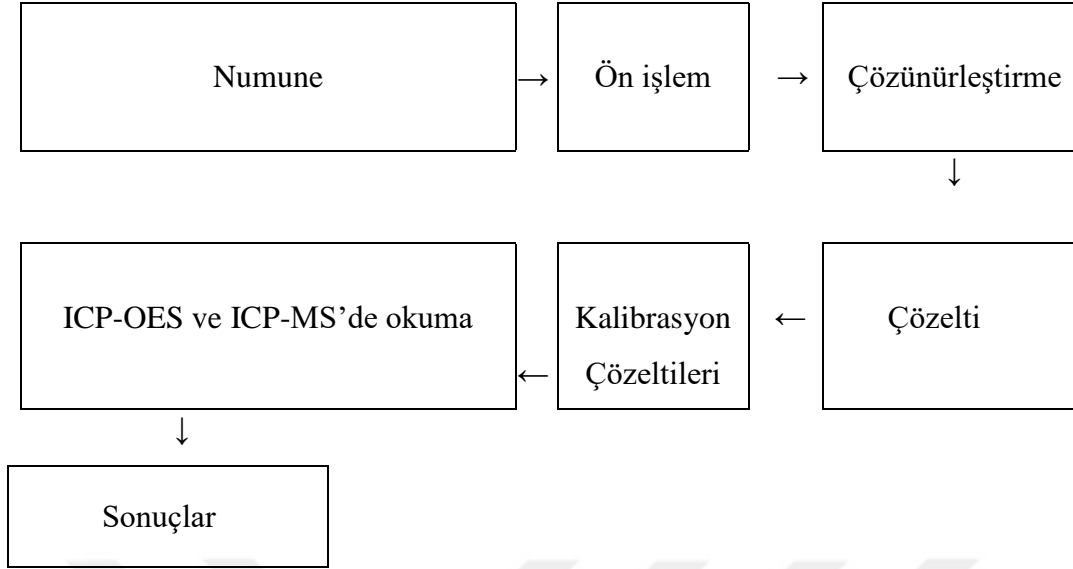 Numune → Ön işlem → Çözünürleştirme
↓
ICP-OES ve ICP-MS’de okuma ← Kalibrasyon Çözeltileri ← Çözelti
↓
Sonuçlar